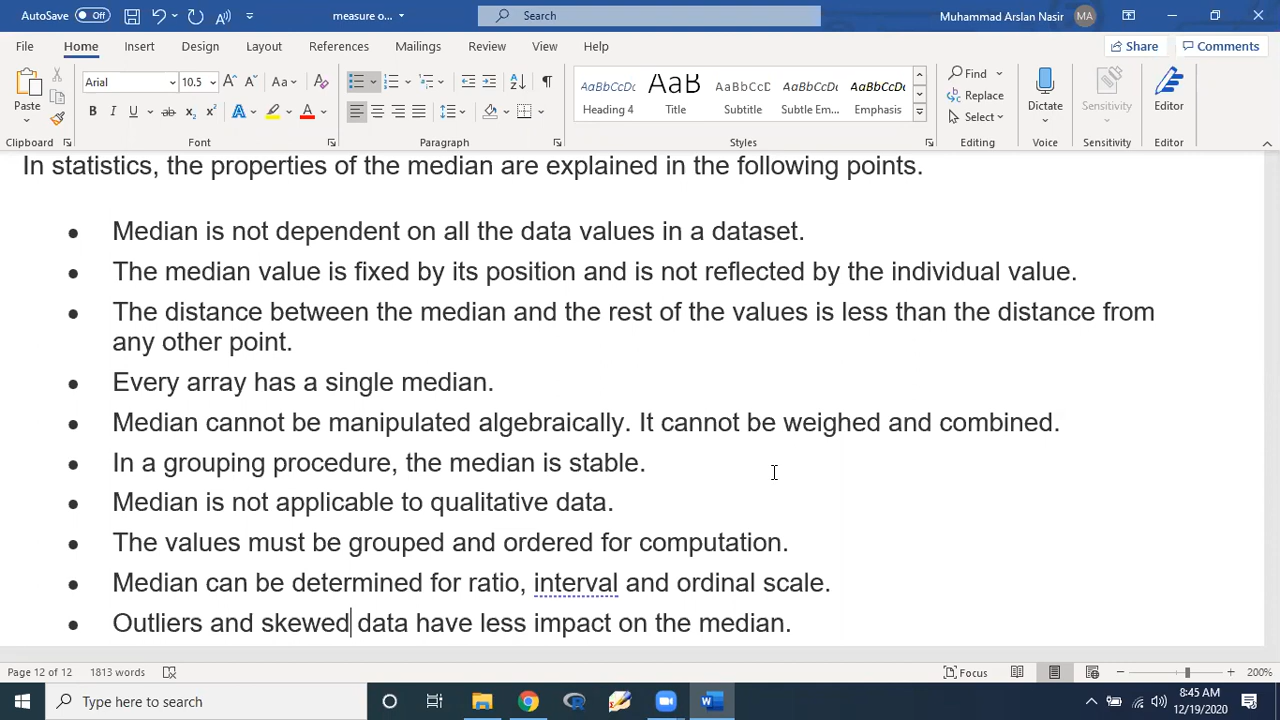 AutoSave Off measure o... Search Muhammad Arslan Nasir MA
File Home Insert Design Layout References Mailings Review View Help Share Comments
Paste Arial 10.5 Aa AaBbCcDc AaB AaBbCcD AaBbCcDc AaBbCcDc Find Replace Select Dictate Sensitivity Editor
Heading 4 Title Subtitle Subtle Em... Emphasis
Clipboard Font Paragraph Styles Editing Voice Sensitivity Editor
In statistics, the properties of the median are explained in the following points.
• Median is not dependent on all the data values in a dataset.
• The median value is fixed by its position and is not reflected by the individual value.
• The distance between the median and the rest of the values is less than the distance from
any other point.
• Every array has a single median.
• Median cannot be manipulated algebraically. It cannot be weighed and combined.
• In a grouping procedure, the median is stable.
• Median is not applicable to qualitative data.
• The values must be grouped and ordered for computation.
• Median can be determined for ratio, interval and ordinal scale.
• Outliers and skewed data have less impact on the median.
Page 12 of 12 1813 words Focus 200%
Type here to search 8:45 AM
12/19/2020